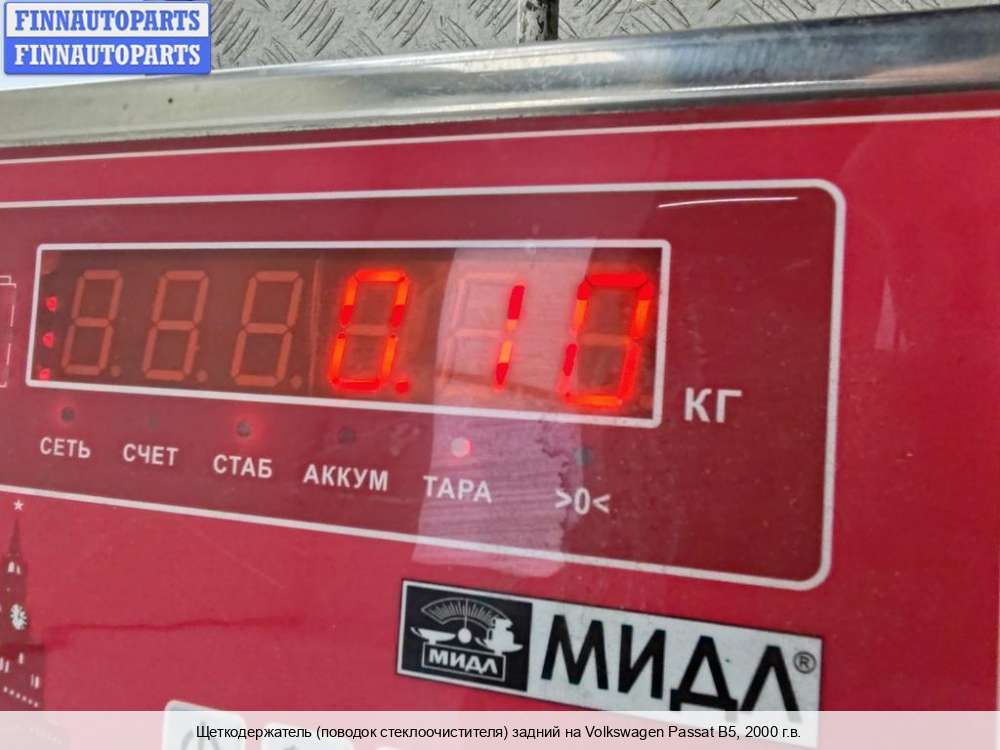 FINNAUTOPARTS
FINNAUTOPARTS
0.10
КГ
СЕТЬ СЧЕТ СТАБ АККУМ ТАРА >0<
МИДЛ МИДЛ®
Щеткодержатель (поводок стеклоочистителя) задний на Volkswagen Passat B5, 2000 г.в.